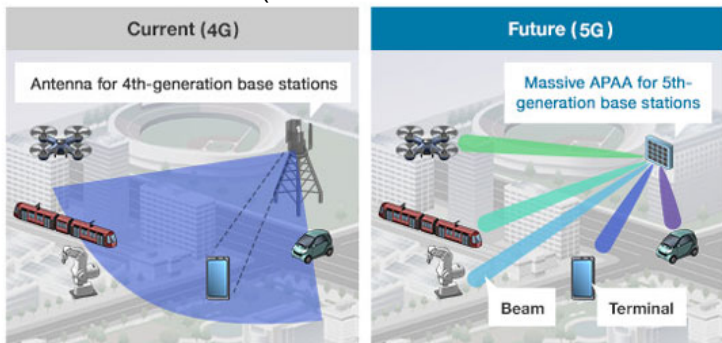 Current (4G)
Future (5G)
Antenna for 4th-generation base stations
Massive APAA for 5th-
generation base stations
Beam
Terminal